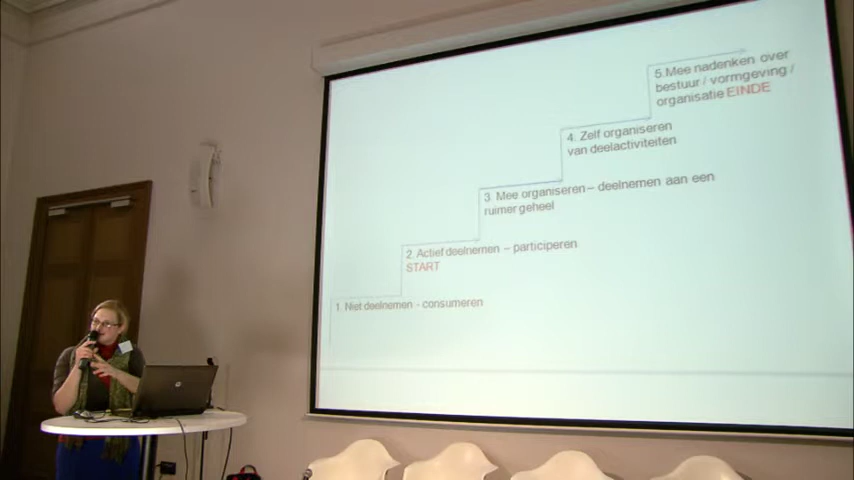 5.Mee nadenken over
bestuur / vormgeving /
organisatie EINDE
4. Zelf organiseren
van deelactiviteiten
3. Mee organiseren – deelnemen aan een
ruimer geheel
2. Actief deelnemen – participeren
START
1. Niet deelnemen - consumeren